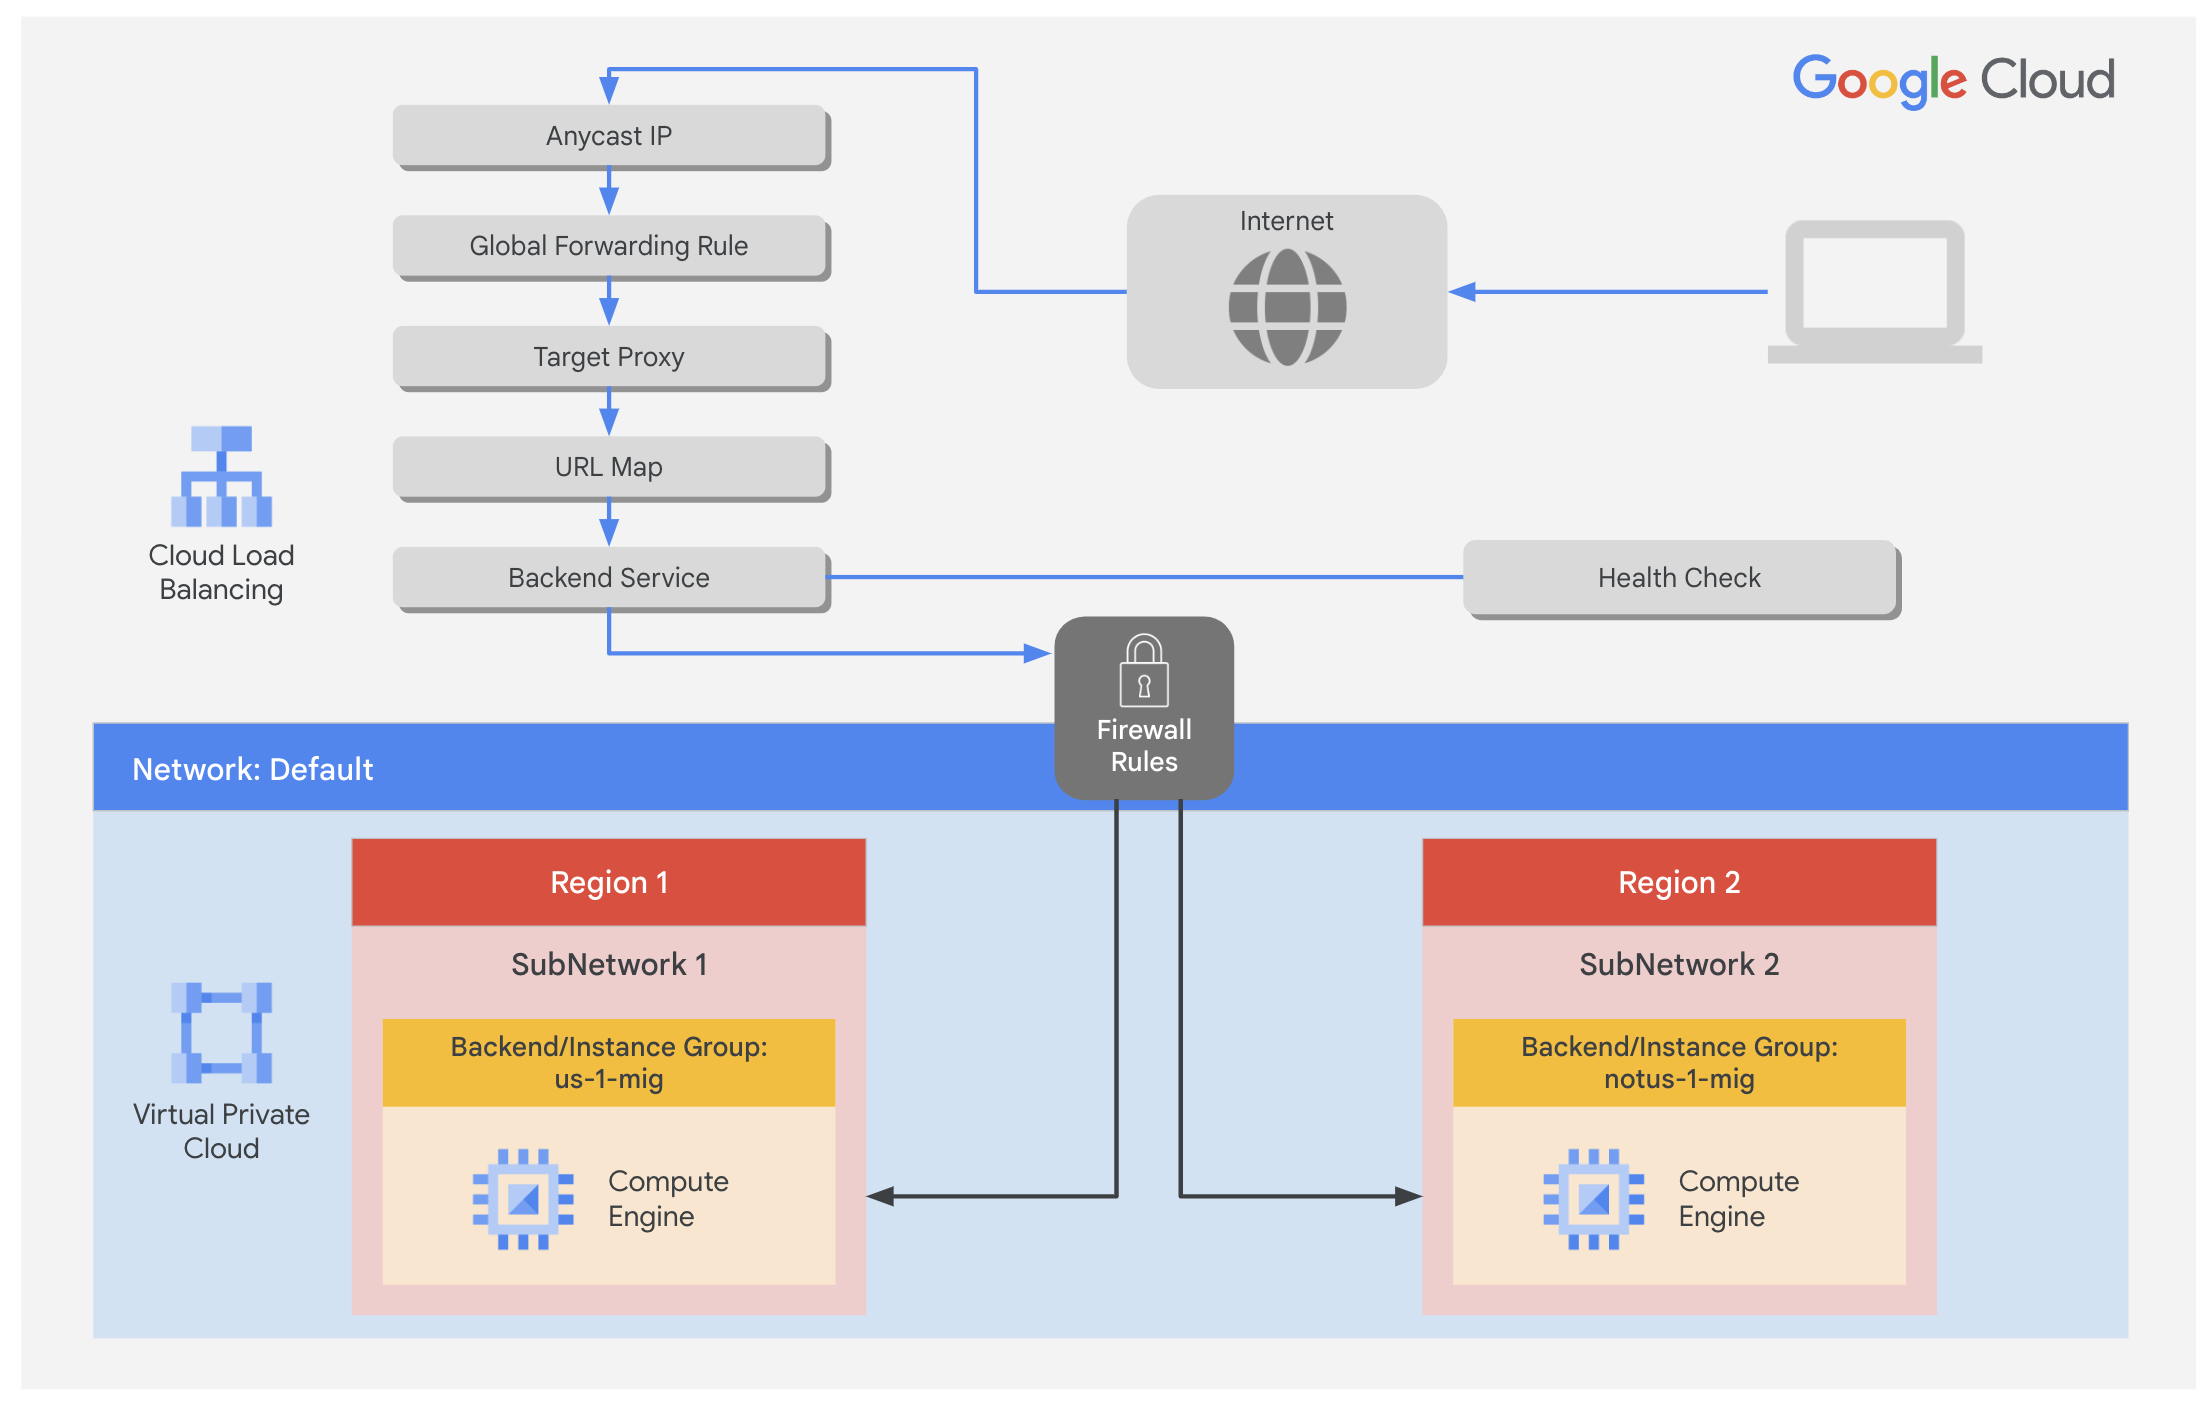 Google Cloud
Anycast IP
Internet
Global Forwarding Rule
Target Proxy
URL Map
Cloud Load
Balancing
Backend Service
Health Check
Firewall
Rules
Network: Default
Region 1
Region 2
SubNetwork 1
SubNetwork 2
Backend/Instance Group:
us-1-mig
Backend/Instance Group:
notus-1-mig
Virtual Private
Cloud
Compute
Engine
Compute
Engine